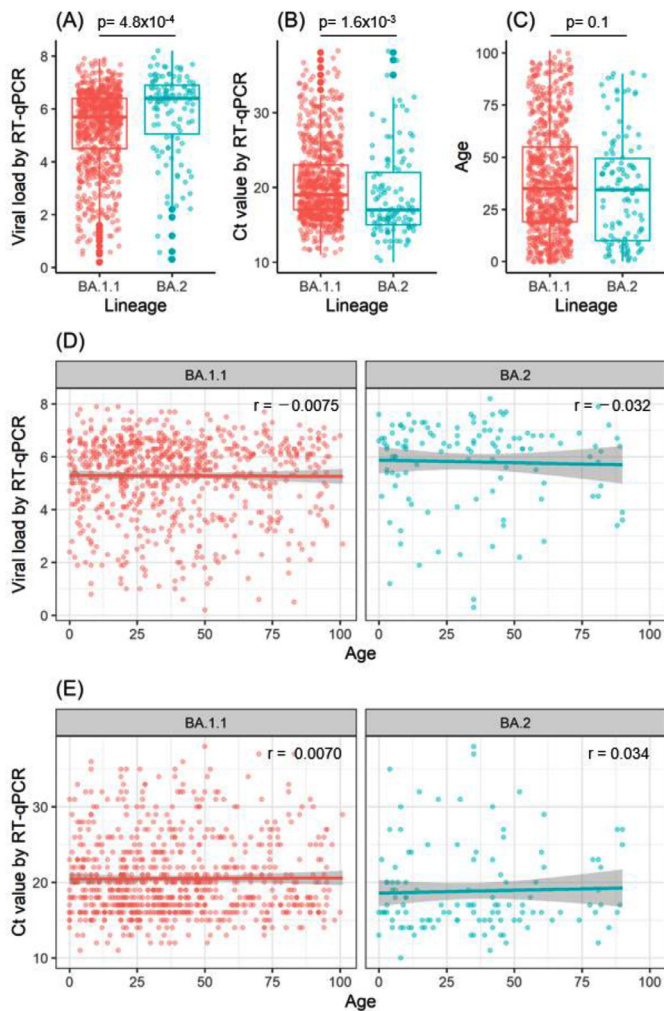 (A)
p= 4.8x10-4
Viral load by RT-qPCR
8
6
4
2
0
BA.1.1 BA.2
Lineage
(B)
p= 1.6x10-3
Ct value by RT-qPCR
30
20
10
BA.1.1 BA.2
Lineage
(C)
p= 0.1
Age
100
75
50
25
0
BA.1.1 BA.2
Lineage
(D)
BA.1.1 BA.2
r = −0.0075 r = −0.032
Viral load by RT-qPCR
8
6
4
2
0
0 25 50 75 100 0 25 50 75 100
Age
(E)
BA.1.1 BA.2
r = 0.0070 r = 0.034
Ct value by RT-qPCR
30
20
10
0 25 50 75 100 0 25 50 75 100
Age